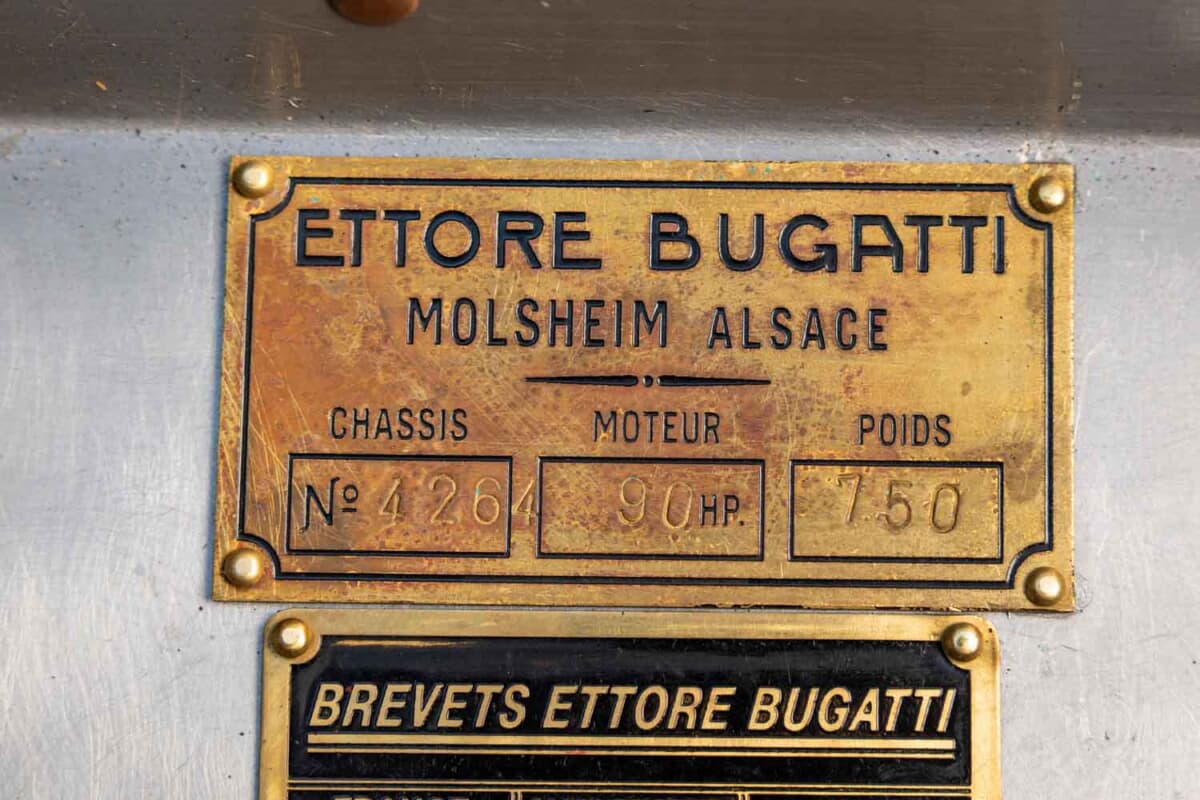 ETTORE BUGATTI
MOLSHEIM ALSACE
CHASSIS MOTEUR POIDS
No 4264 90 HP. 750
BREVETS ETTORE BUGATTI